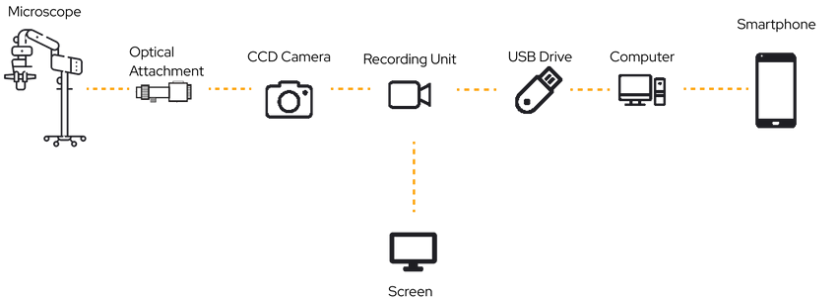 Microscope
Optical
Attachment
CCD Camera
Recording Unit
USB Drive
Computer
Smartphone
Screen